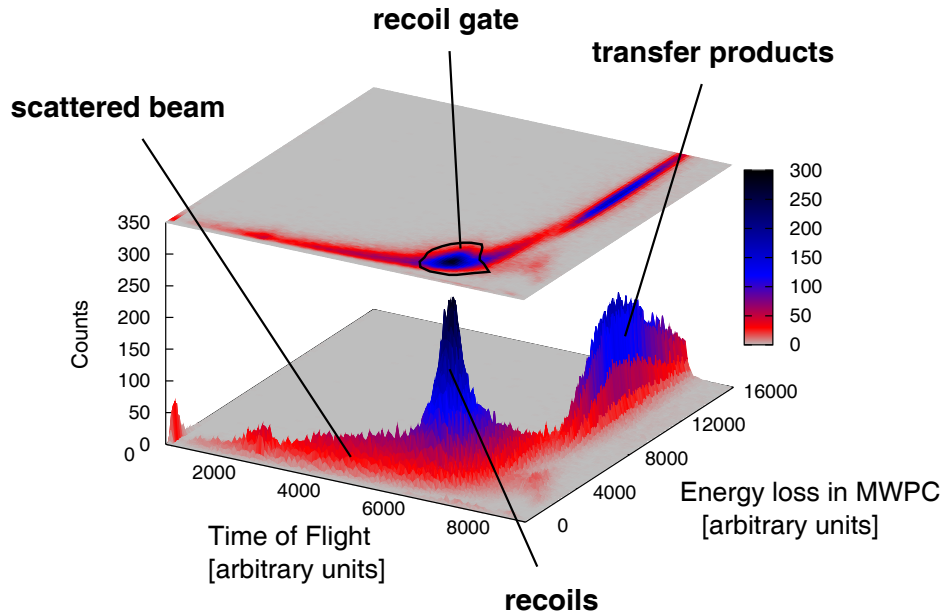 recoil gate
transfer products
scattered beam
300
250
200
150
100
50
0
350
300
250
200
150
100
50
0
Counts
2000
4000
6000
8000
Time of Flight
[arbitrary units]
0
4000
8000
12000
16000
Energy loss in MWPC
[arbitrary units]
recoils